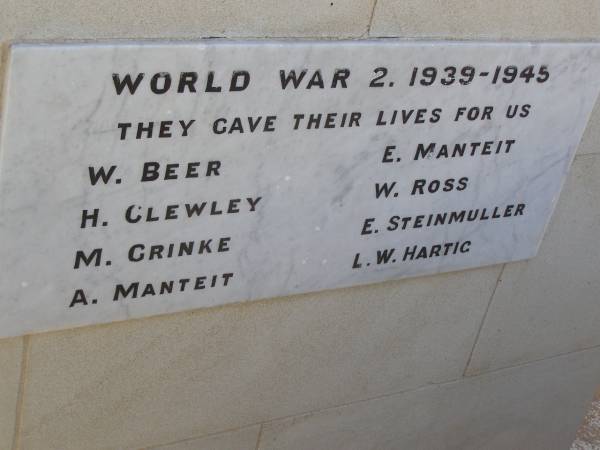 WORLD WAR 2. 1939-1945
THEY GAVE THEIR LIVES FOR US
W. BEER
H. CLEWLEY
M. GRINKE
A. MANTEIT
E. MANTEIT
W. ROSS
E. STEINMULLER
L.W. HARTIG